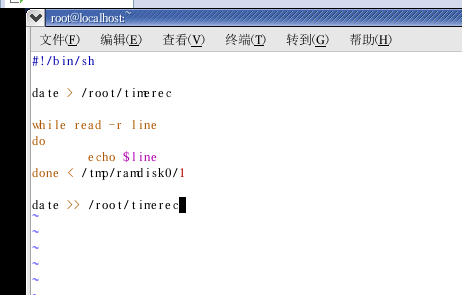 root@localhost:~
文件(F) 编辑(E) 查看(V) 终端(T) 转到(G) 帮助(H)
#!/bin/sh
date > /root/timerec
while read -r line
do
echo $line
done < /tmp/ramdisk0/1
date >> /root/timerec
~
~
~
~
~
~